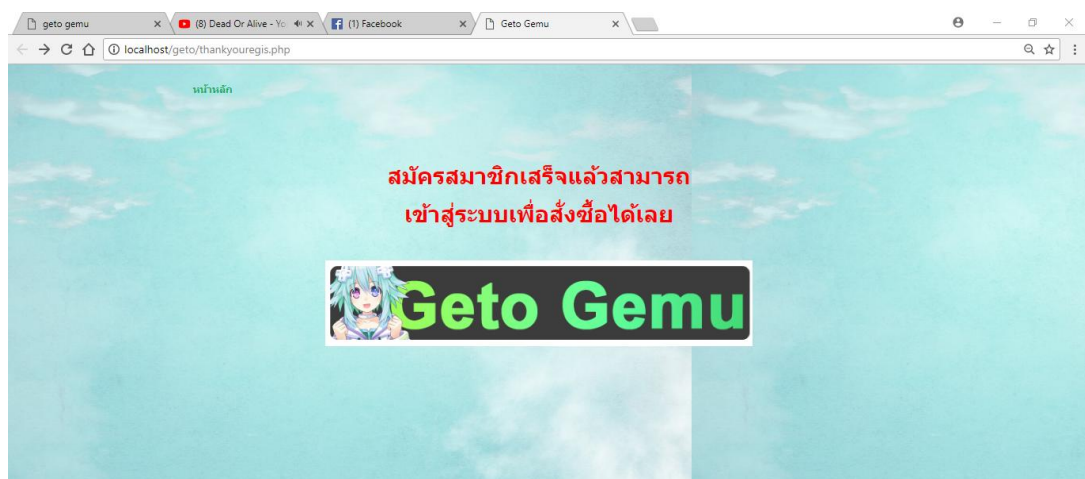 geto gemu
(8) Dead Or Alive - Yo
(1) Facebook
Geto Gemu
localhost/geto/thankyouregis.php
หน้าหลัก
สมัครสมาชิกเสร็จแล้วสามารถ
เข้าสู่ระบบเพื่อสั่งซื้อได้เลย
Geto Gemu